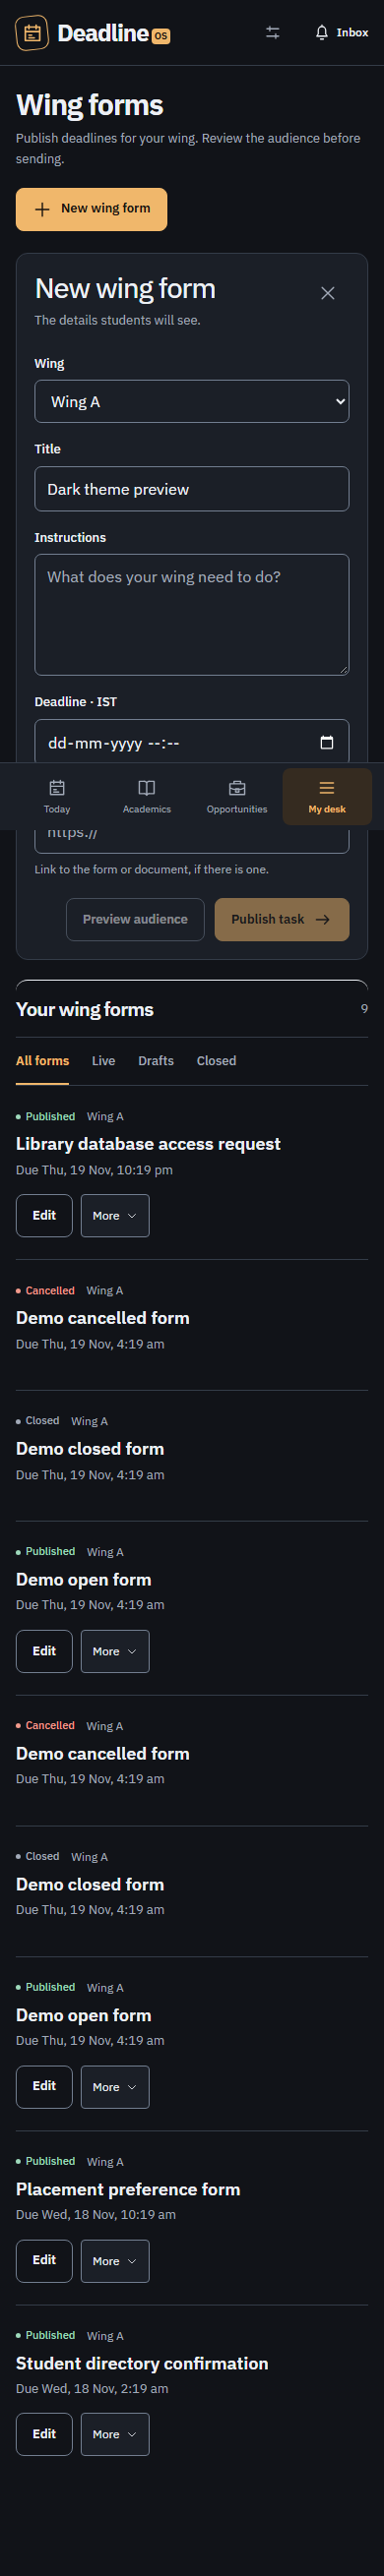 Deadline OS
Inbox
Wing forms
Publish deadlines for your wing. Review the audience before
sending.
New wing form
New wing form
The details students will see.
Wing
Wing A
Title
Dark theme preview
Instructions
What does your wing need to do?
Deadline · IST
dd-mm-yyyy --:--
Today
Academics
Opportunities
My desk
https://
Link to the form or document, if there is one.
Preview audience
Publish task
Your wing forms
9
All forms
Live
Drafts
Closed
Published Wing A
Library database access request
Due Thu, 19 Nov, 10:19 pm
Edit
More
Cancelled Wing A
Demo cancelled form
Due Thu, 19 Nov, 4:19 am
Closed Wing A
Demo closed form
Due Thu, 19 Nov, 4:19 am
Published Wing A
Demo open form
Due Thu, 19 Nov, 4:19 am
Edit
More
Cancelled Wing A
Demo cancelled form
Due Thu, 19 Nov, 4:19 am
Closed Wing A
Demo closed form
Due Thu, 19 Nov, 4:19 am
Published Wing A
Demo open form
Due Thu, 19 Nov, 4:19 am
Edit
More
Published Wing A
Placement preference form
Due Wed, 18 Nov, 10:19 am
Edit
More
Published Wing A
Student directory confirmation
Due Wed, 18 Nov, 2:19 am
Edit
More